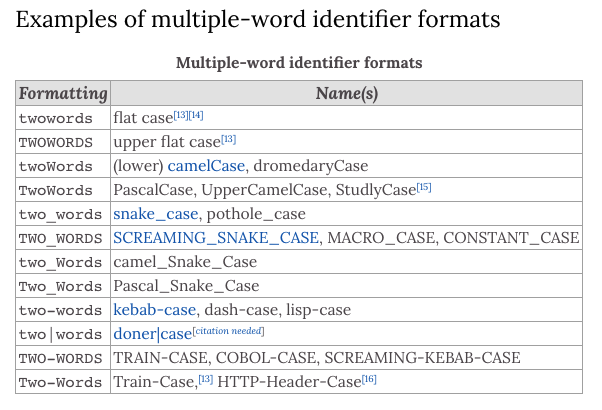 Examples of multiple-word identifier formats
Multiple-word identifier formats
Formatting Name(s)
twowords flat case[13][14]
TWOWORDS upper flat case[13]
twoWords (lower) camelCase, dromedaryCase
TwoWords PascalCase, UpperCamelCase, StudlyCase[15]
two_words snake_case, pothole_case
TWO_WORDS SCREAMING_SNAKE_CASE, MACRO_CASE, CONSTANT_CASE
two_Words camel_Snake_Case
Two_Words Pascal_Snake_Case
two-words kebab-case, dash-case, lisp-case
two|words doner|case[citation needed]
TWO-WORDS TRAIN-CASE, COBOL-CASE, SCREAMING-KEBAB-CASE
Two-Words Train-Case,[13] HTTP-Header-Case[16]